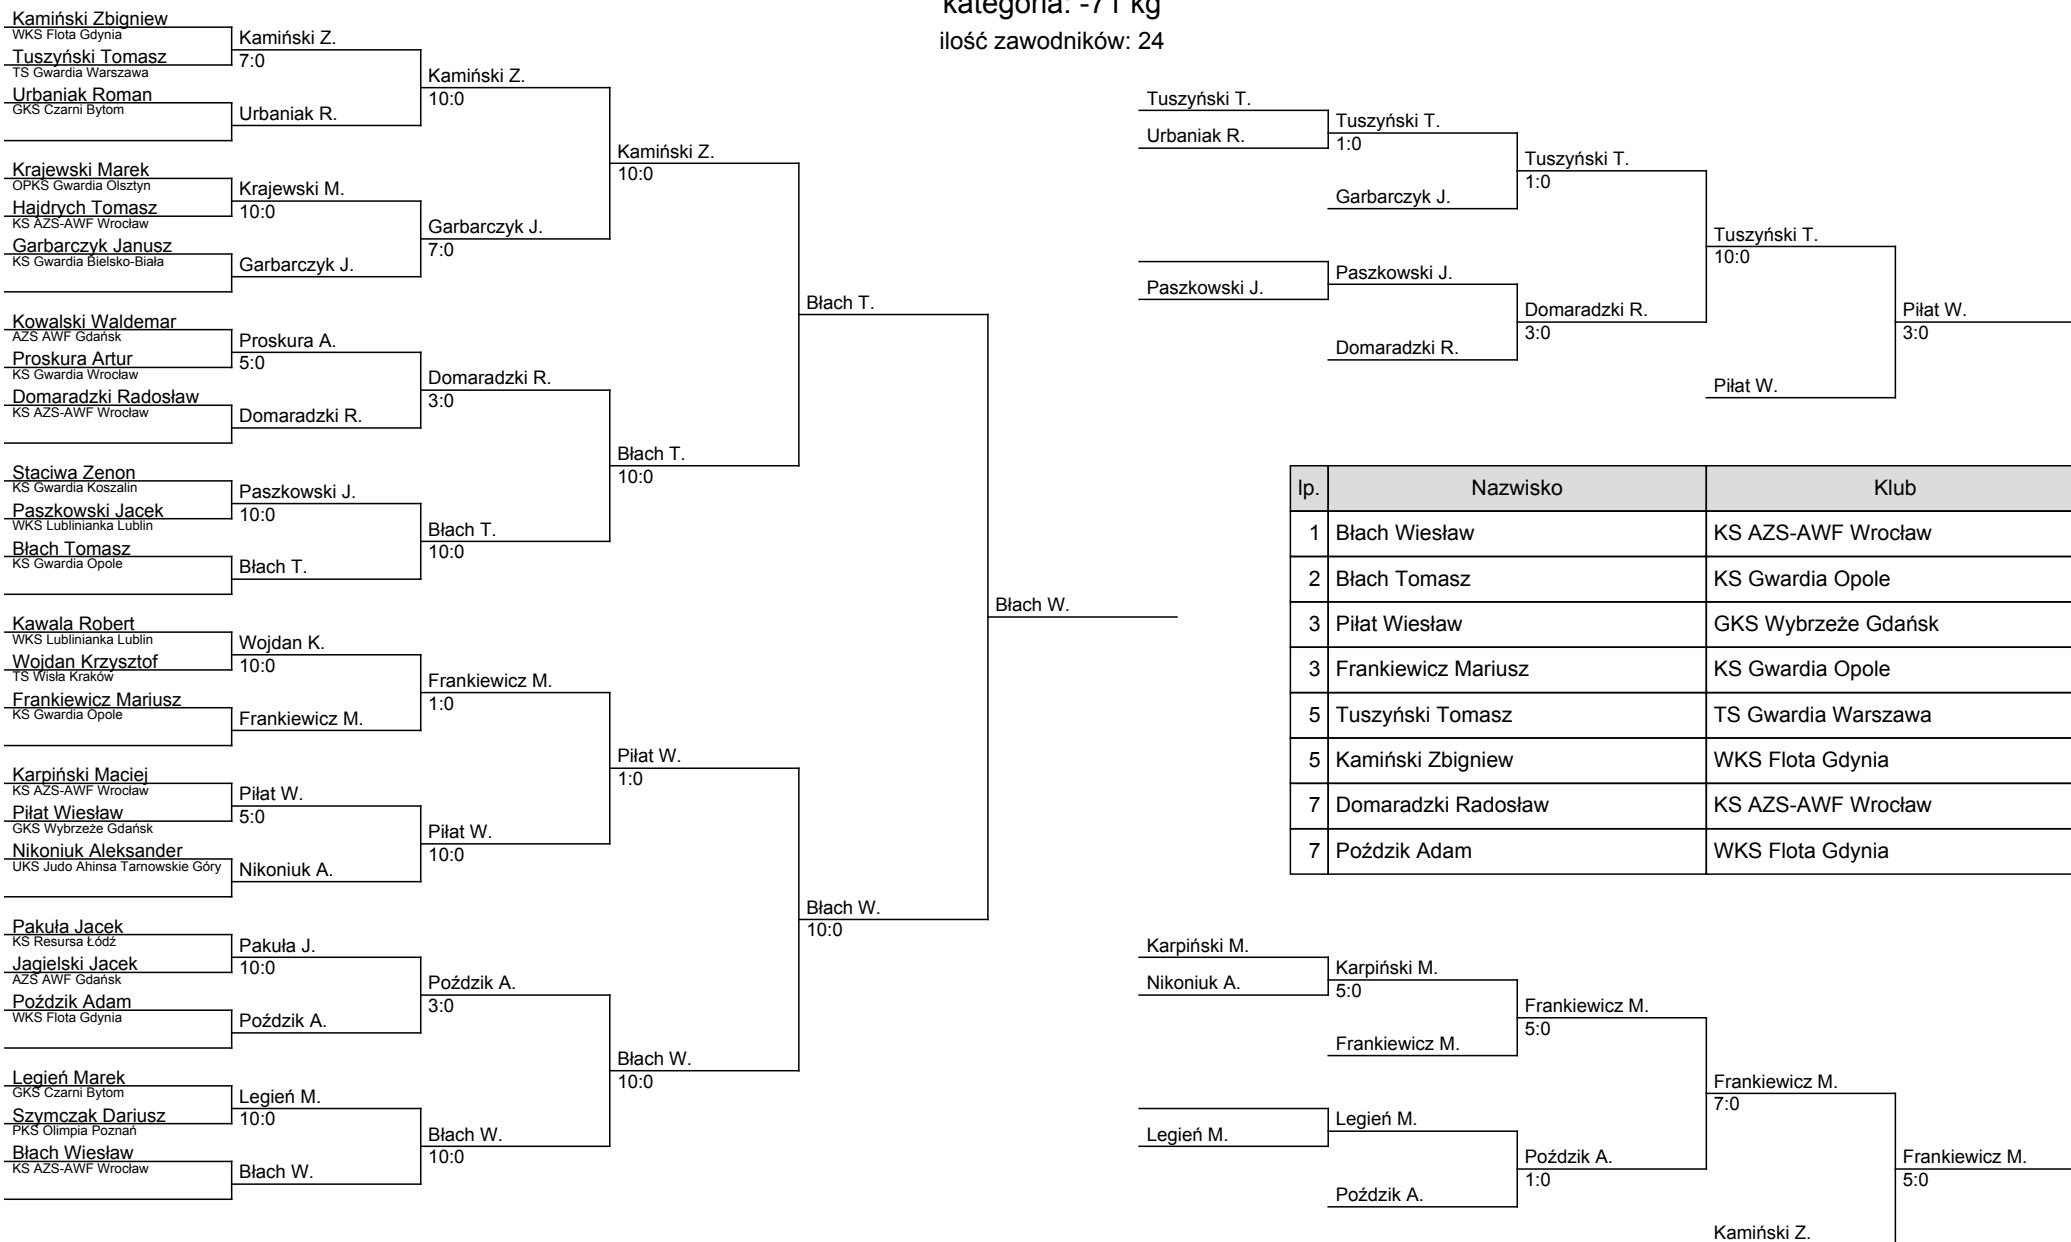 kategoria: -71 kg
ilość zawodników: 24
Kamiński Zbigniew
WKS Flota Gdynia
Tuszyński Tomasz
TS Gwardia Warszawa
Urbaniak Roman
GKS Czarni Bytom
Krajewski Marek
OPKS Gwardia Olsztyn
Hajdrych Tomasz
KS AZS-AWF Wrocław
Garbarczyk Janusz
KS Gwardia Bielsko-Biała
Kowalski Waldemar
AZS AWF Gdańsk
Proskura Artur
KS Gwardia Wrocław
Domaradzki Radosław
KS AZS-AWF Wrocław
Staciwa Zenon
KS Gwardia Koszalin
Paszkowski Jacek
WKS Lublinianka Lublin
Błach Tomasz
KS Gwardia Opole
Kawala Robert
WKS Lublinianka Lublin
Wojdan Krzysztof
TS Wisła Kraków
Frankiewicz Mariusz
KS Gwardia Opole
Karpiński Maciej
KS AZS-AWF Wrocław
Piłat Wiesław
GKS Wybrzeże Gdańsk
Nikoniuk Aleksander
UKS Judo Ahinsa Tarnowskie Góry
Pakuła Jacek
KS Resursa Łódź
Jagielski Jacek
AZS AWF Gdańsk
Poździk Adam
WKS Flota Gdynia
Legień Marek
GKS Czarni Bytom
Szymczak Dariusz
PKS Olimpia Poznań
Błach Wiesław
KS AZS-AWF Wrocław
Kamiński Z.
7:0
Urbaniak R.
Krajewski M.
10:0
Garbarczyk J.
Proskura A.
5:0
Domaradzki R.
Paszkowski J.
10:0
Błach T.
Wojdan K.
10:0
Frankiewicz M.
Piłat W.
5:0
Nikoniuk A.
Pakuła J.
10:0
Poździk A.
Legień M.
10:0
Błach W.
Kamiński Z.
10:0
Garbarczyk J.
7:0
Domaradzki R.
3:0
Błach T.
10:0
Frankiewicz M.
1:0
Piłat W.
10:0
Poździk A.
3:0
Błach W.
10:0
Kamiński Z.
10:0
Błach T.
10:0
Piłat W.
1:0
Błach W.
10:0
Błach T.
Błach W.
10:0
Błach W.
Tuszyński T.
Urbaniak R.
Paszkowski J.
Tuszyński T.
1:0
Garbarczyk J.
Paszkowski J.
Domaradzki R.
Tuszyński T.
1:0
Domaradzki R.
3:0
Tuszyński T.
10:0
Piłat W.
Piłat W.
3:0
lp. Nazwisko Klub
1 Błach Wiesław KS AZS-AWF Wrocław
2 Błach Tomasz KS Gwardia Opole
3 Piłat Wiesław GKS Wybrzeże Gdańsk
3 Frankiewicz Mariusz KS Gwardia Opole
5 Tuszyński Tomasz TS Gwardia Warszawa
5 Kamiński Zbigniew WKS Flota Gdynia
7 Domaradzki Radosław KS AZS-AWF Wrocław
7 Poździk Adam WKS Flota Gdynia
Karpiński M.
Nikoniuk A.
Legień M.
Karpiński M.
5:0
Frankiewicz M.
Legień M.
Poździk A.
Frankiewicz M.
5:0
Poździk A.
1:0
Frankiewicz M.
7:0
Kamiński Z.
Frankiewicz M.
5:0